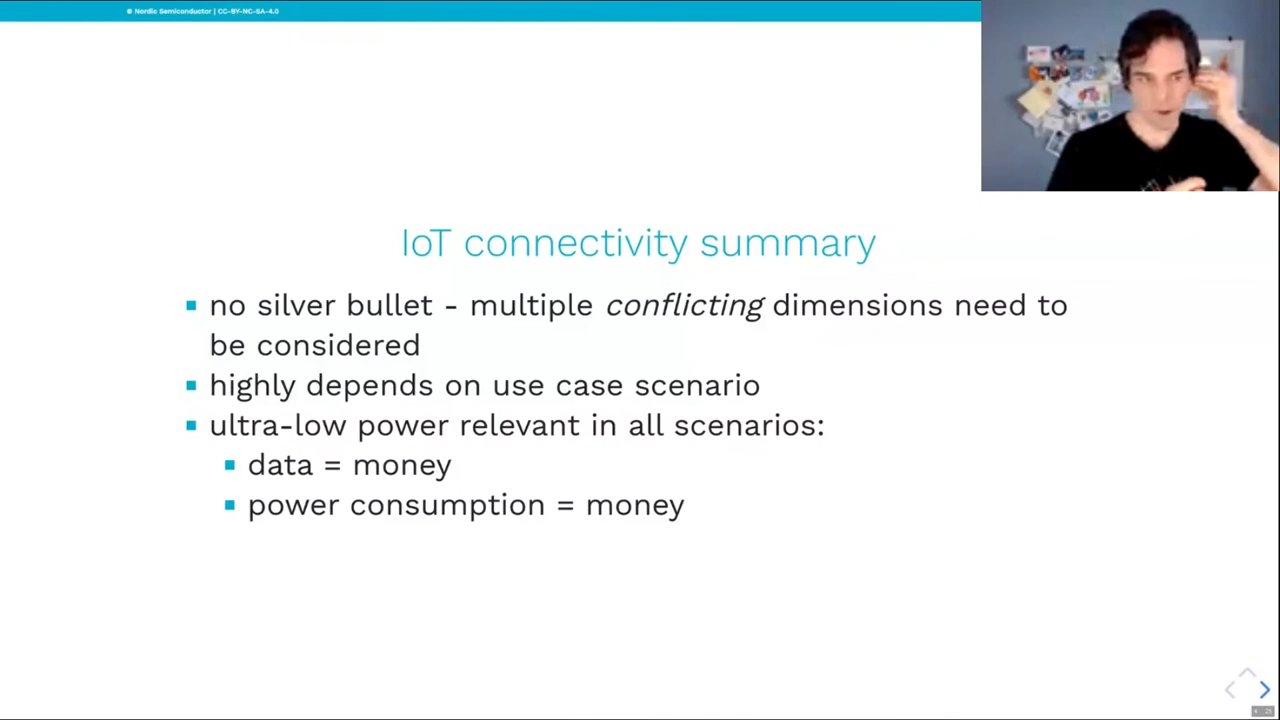 © Nordic Semiconductor | CC-BY-NC-SA-4.0
IoT connectivity summary
no silver bullet - multiple conflicting dimensions need to
be considered
highly depends on use case scenario
ultra-low power relevant in all scenarios:
data = money
power consumption = money